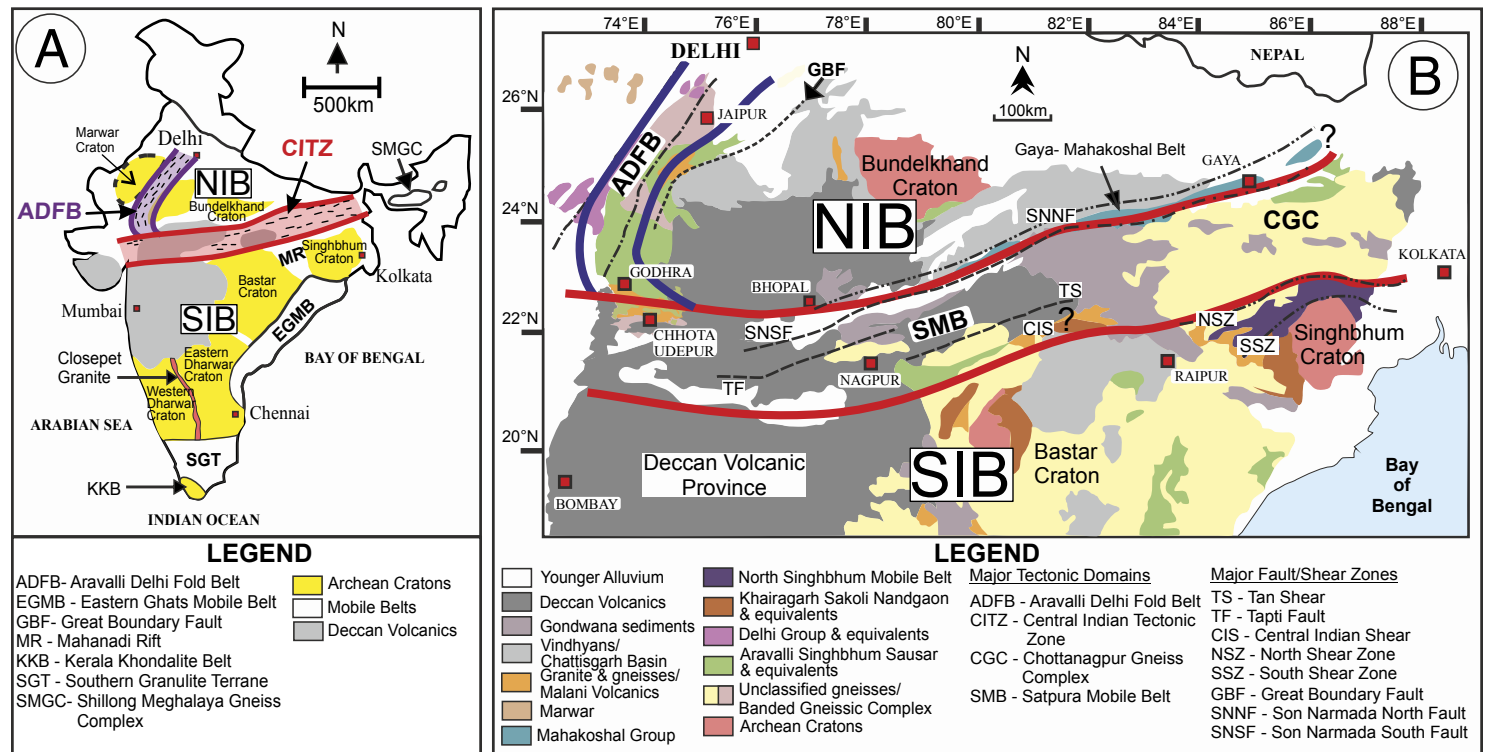 A
N
500km
Marwar
Craton
Delhi
CITZ
SMGC
NIB
ADFB
Bundelkhand
Craton
MR
Singhbhum
Craton
Kolkata
Bastar
Craton
Mumbai
SIB
EGMB
Closepet
Granite
Eastern
Dharwar
Craton
BAY OF BENGAL
Western
Dharwar
Craton
Chennai
ARABIAN SEA
SGT
KKB
INDIAN OCEAN
LEGEND
ADFB- Aravalli Delhi Fold Belt
EGMB - Eastern Ghats Mobile Belt
GBF- Great Boundary Fault
MR - Mahanadi Rift
KKB - Kerala Khondalite Belt
SGT - Southern Granulite Terrane
SMGC- Shillong Meghalaya Gneiss
Complex
Archean Cratons
Mobile Belts
Deccan Volcanics
74°E 76°E 78°E 80°E 82°E 84°E 86°E 88°E
DELHI
GBF
N
100km
NEPAL
B
26°N
JAIPUR
ADFB
Bundelkhand
Craton
Gaya- Mahakoshal Belt
GAYA
?
24°N
NIB
SNNF
CGC
GODHRA
BHOPAL
KOLKATA
TS
22°N
CHHOTA
UDEPUR
SNSF
SMB
CIS
?
NSZ
SSZ
Singhbhum
Craton
TF
NAGPUR
RAIPUR
20°N
Deccan Volcanic
Province
SIB
Bastar
Craton
BOMBAY
Bay
of
Bengal
LEGEND
Younger Alluvium
Deccan Volcanics
Gondwana sediments
Vindhyans/
Chattisgarh Basin
Granite & gneisses/
Malani Volcanics
Marwar
Mahakoshal Group
North Singhbhum Mobile Belt
Khairagarh Sakoli Nandgaon
& equivalents
Delhi Group & equivalents
Aravalli Singhbhum Sausar
& equivalents
Unclassified gneisses/
Banded Gneissic Complex
Archean Cratons
Major Tectonic Domains
ADFB - Aravalli Delhi Fold Belt
CITZ - Central Indian Tectonic
Zone
CGC - Chottanagpur Gneiss
Complex
SMB - Satpura Mobile Belt
Major Fault/Shear Zones
TS - Tan Shear
TF - Tapti Fault
CIS - Central Indian Shear
NSZ - North Shear Zone
SSZ - South Shear Zone
GBF - Great Boundary Fault
SNNF - Son Narmada North Fault
SNSF - Son Narmada South Fault